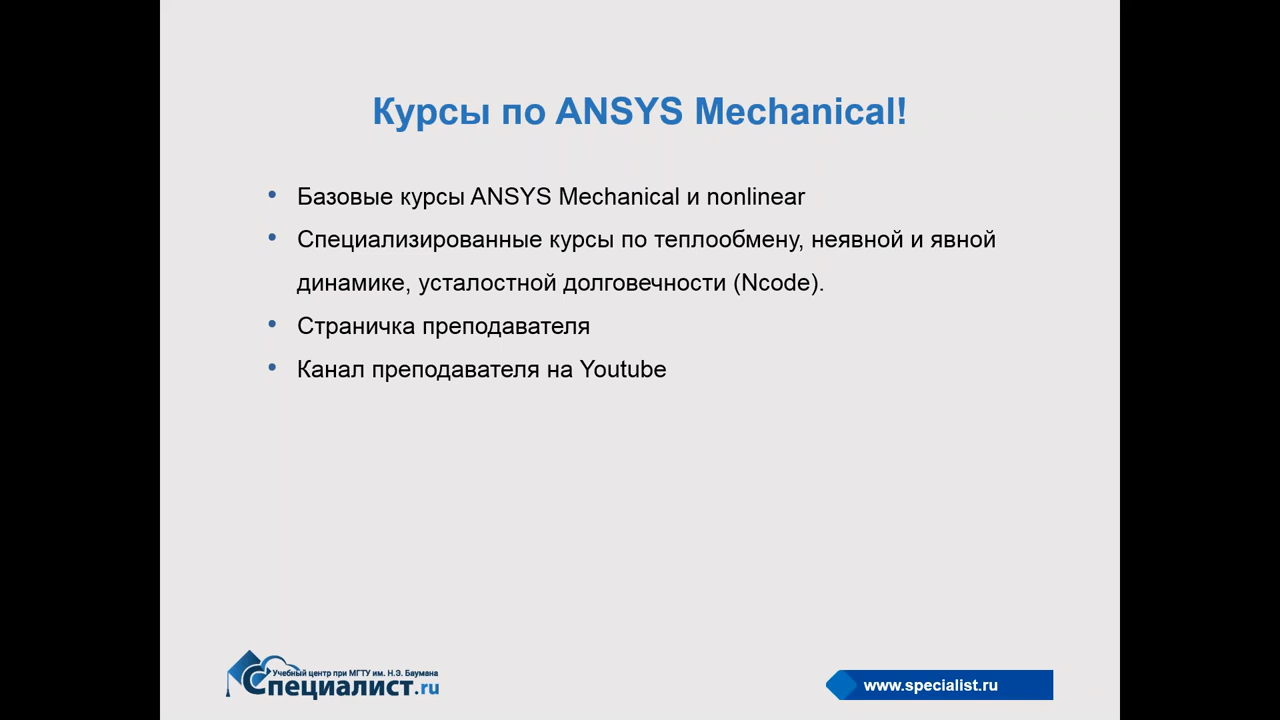 Курсы по ANSYS Mechanical!
• Базовые курсы ANSYS Mechanical и nonlinear
• Специализированные курсы по теплообмену, неявной и явной
динамике, усталостной долговечности (Ncode).
• Страничка преподавателя
• Канал преподавателя на Youtube
Учебный центр при МГТУ им. Н.Э. Баумана
Специалист.ru
www.specialist.ru